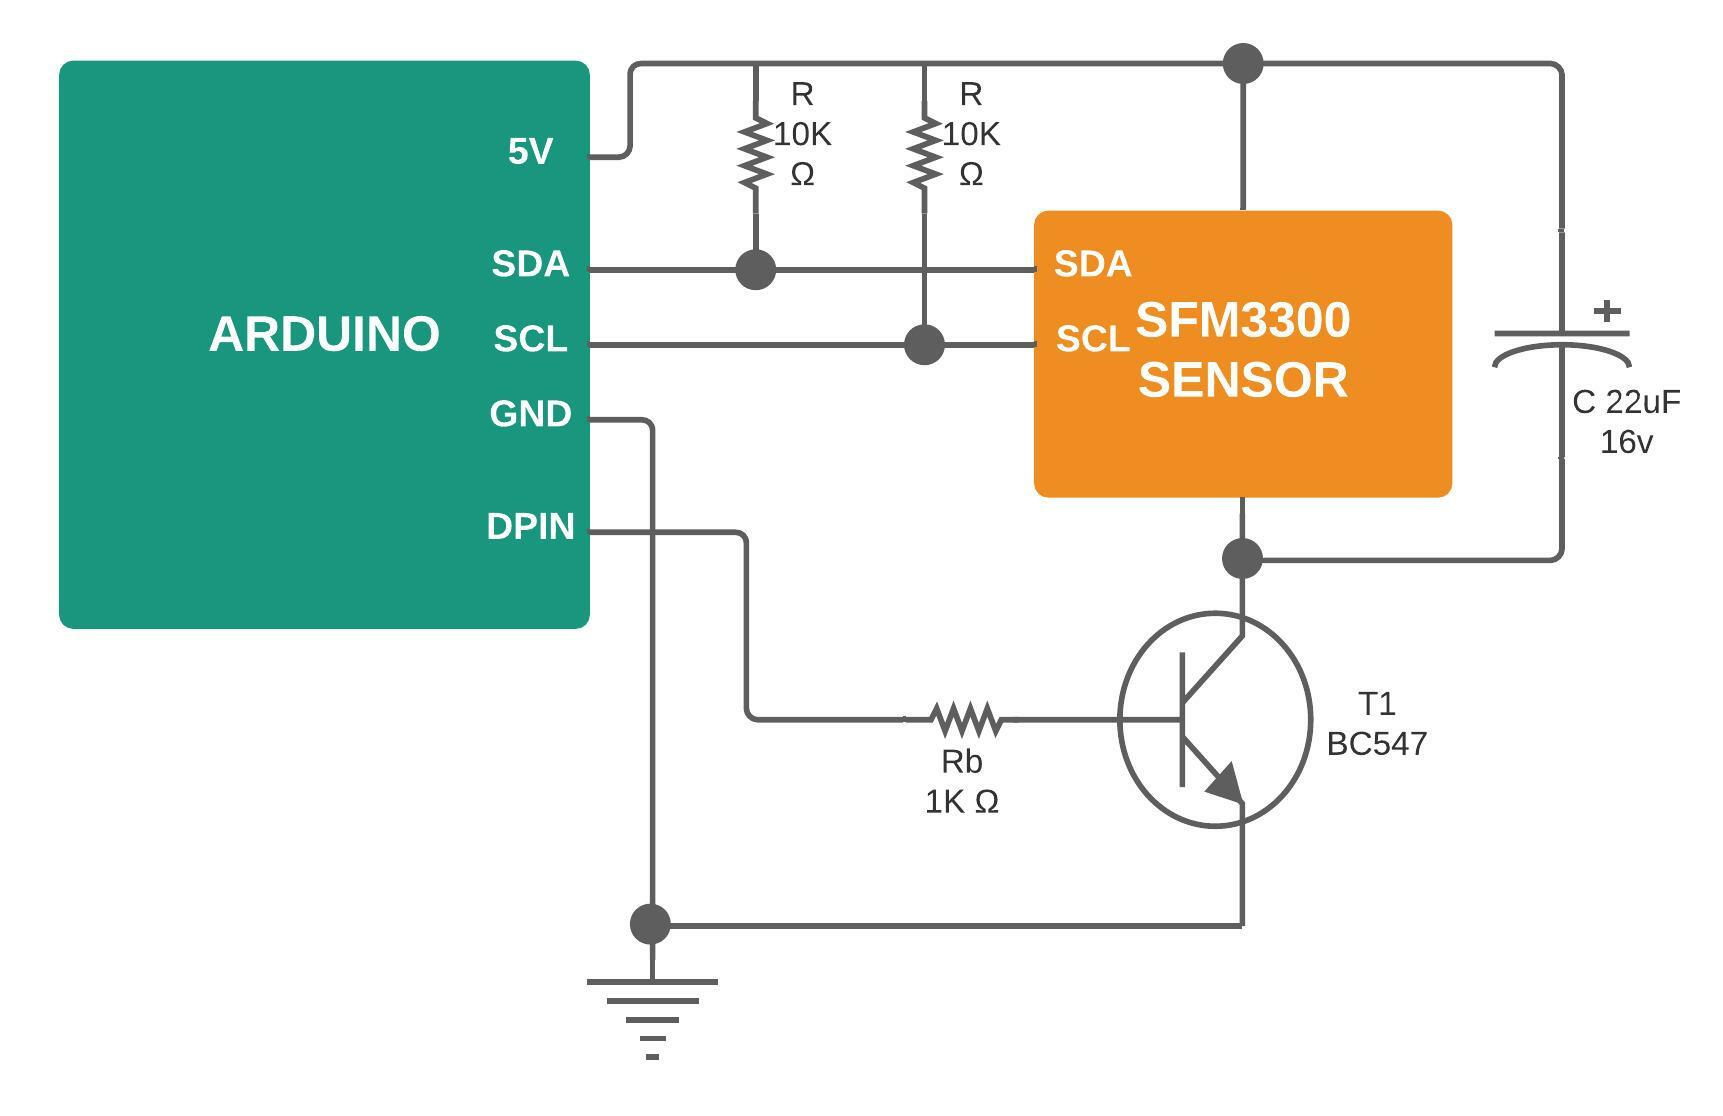 5V
SDA
SCL
GND
DPIN
ARDUINO
R
10K
Ω
R
10K
Ω
SDA
SCL
SFM3300
SENSOR
+
C 22uF
16v
Rb
1K Ω
T1
BC547